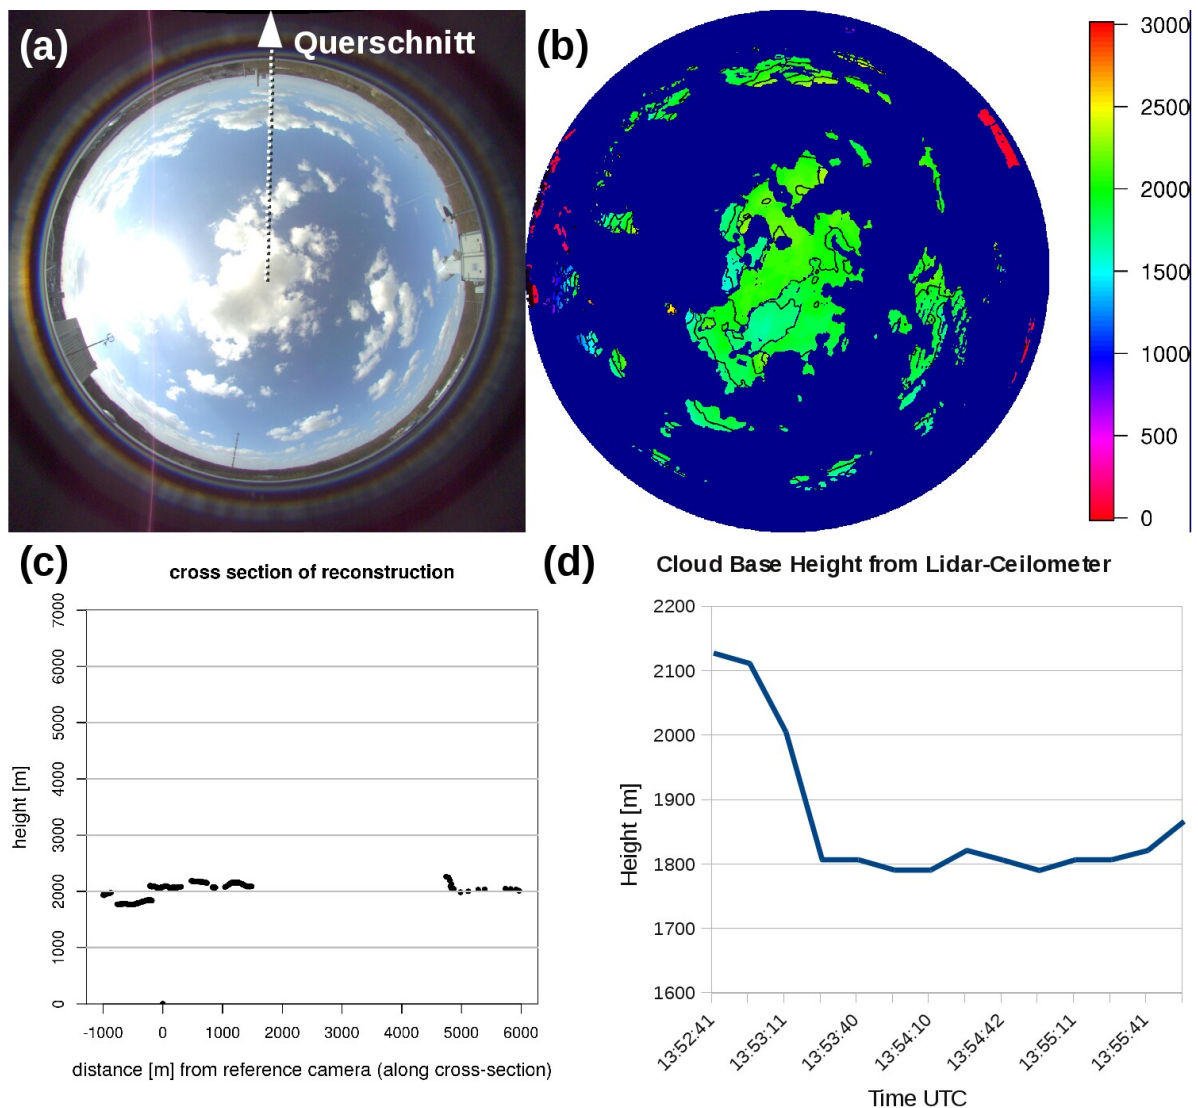 (a)
Querschnitt
(b)
3000
2500
2000
1500
1000
500
0
(c)
cross section of reconstruction
height [m]
7000
6000
5000
4000
3000
2000
1000
0
-1000 0 1000 2000 3000 4000 5000 6000
distance [m] from reference camera (along cross-section)
(d)
Cloud Base Height from Lidar-Ceilometer
Height [m]
2200
2100
2000
1900
1800
1700
1600
13:52:41 13:53:11 13:53:40 13:54:10 13:54:42 13:55:11 13:55:41
Time UTC